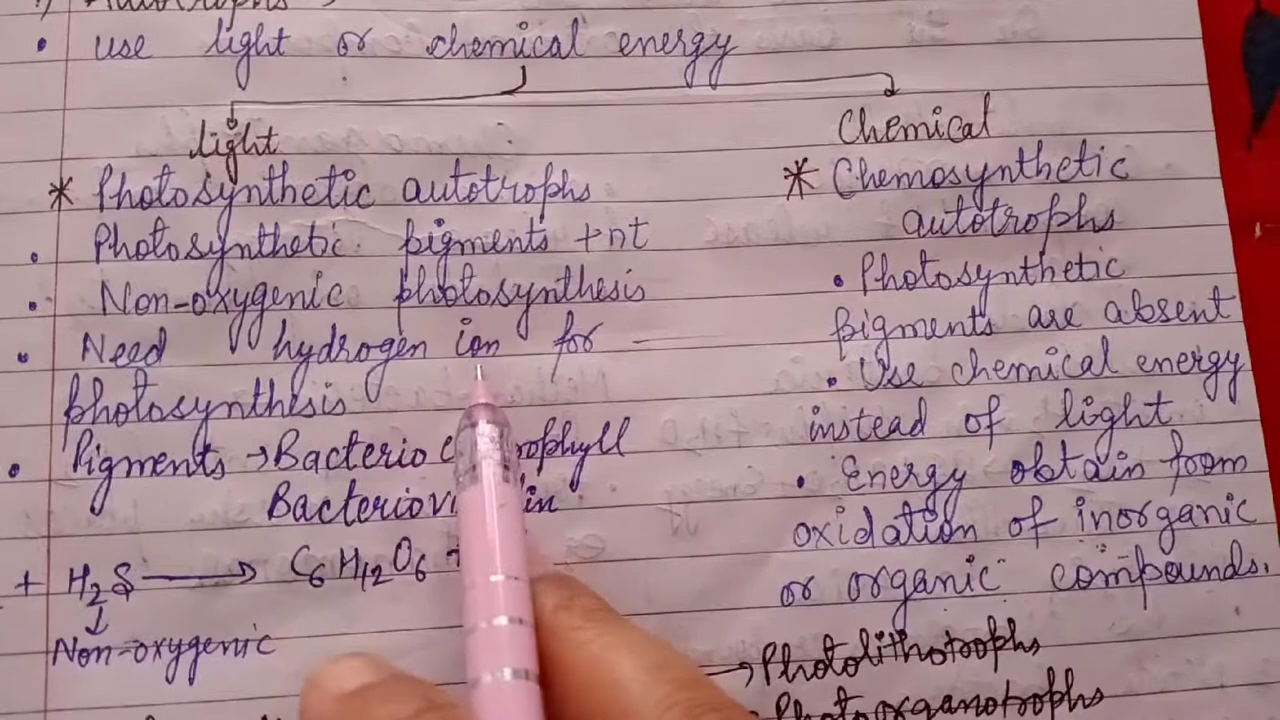 • use light or chemical energy
light
* Photosynthetic autotrophs
• Photosynthetic pigments +nt
• Non-oxygenic photosynthesis
• Need hydrogen ion for
photosynthesis
• Pigments → Bacterio
+ H2S → C6H12O6 +
↓
Non-oxygenic
Chemical
* Chemosynthetic
autotrophs
• Photosynthetic
pigments are absent
• Use chemical energy
instead of light
• Energy obtain from
oxidation of inorganic
or organic compounds.
→ Photolithotrophs
Photorganotrophs